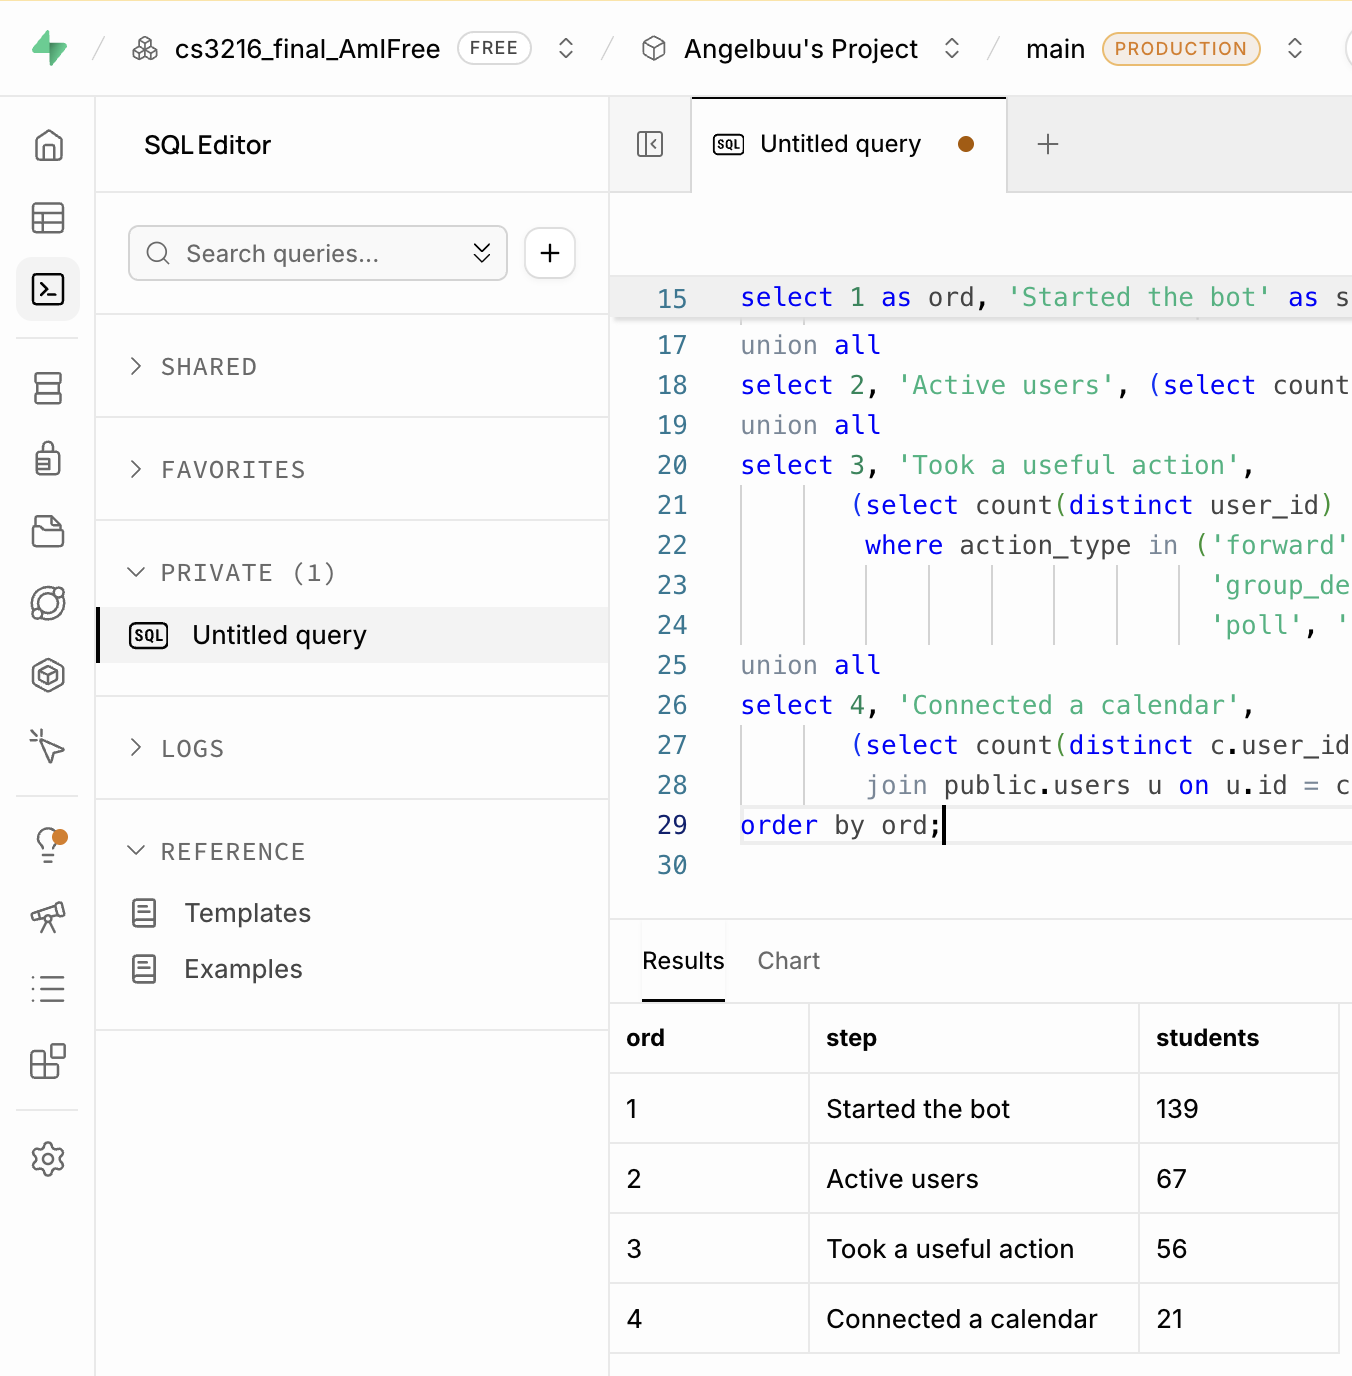 cs3216_final_AmIFree FREE Angelbuu's Project main PRODUCTION
SQL Editor
SQL Untitled query
Search queries...
SHARED
FAVORITES
PRIVATE (1)
SQL Untitled query
LOGS
REFERENCE
Templates
Examples
15 select 1 as ord, 'Started the bot' as s
17 union all
18 select 2, 'Active users', (select count
19 union all
20 select 3, 'Took a useful action',
21 (select count(distinct user_id)
22 where action_type in ('forward'
23 'group_de
24 'poll', '
25 union all
26 select 4, 'Connected a calendar',
27 (select count(distinct c.user_id
28 join public.users u on u.id = c
29 order by ord;
30
Results Chart
ord step students
1 Started the bot 139
2 Active users 67
3 Took a useful action 56
4 Connected a calendar 21